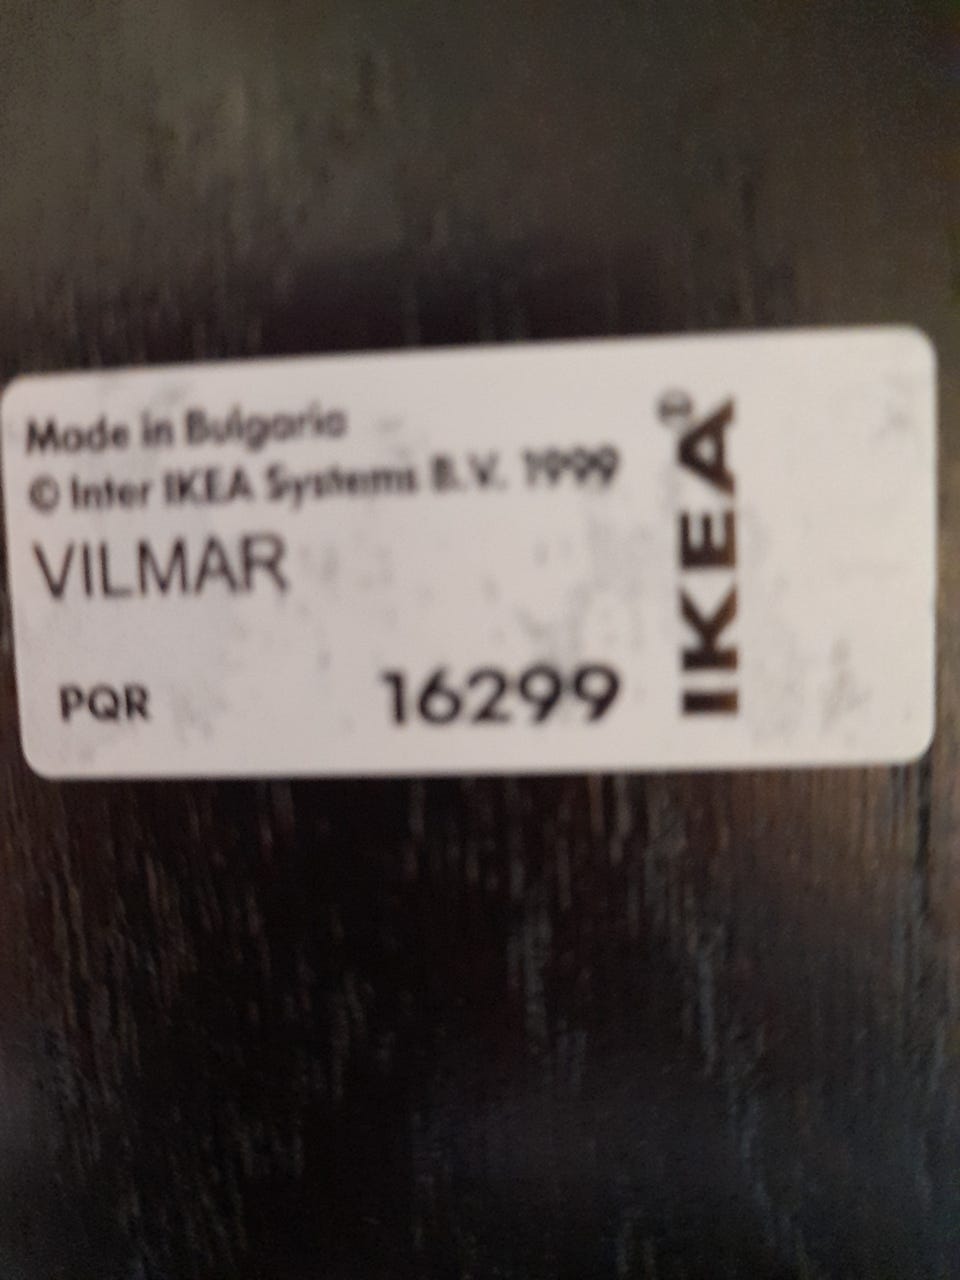 Made in Bulgaria
© Inter IKEA Systems B.V. 1999
VILMAR
PQR 16299
IKEA®